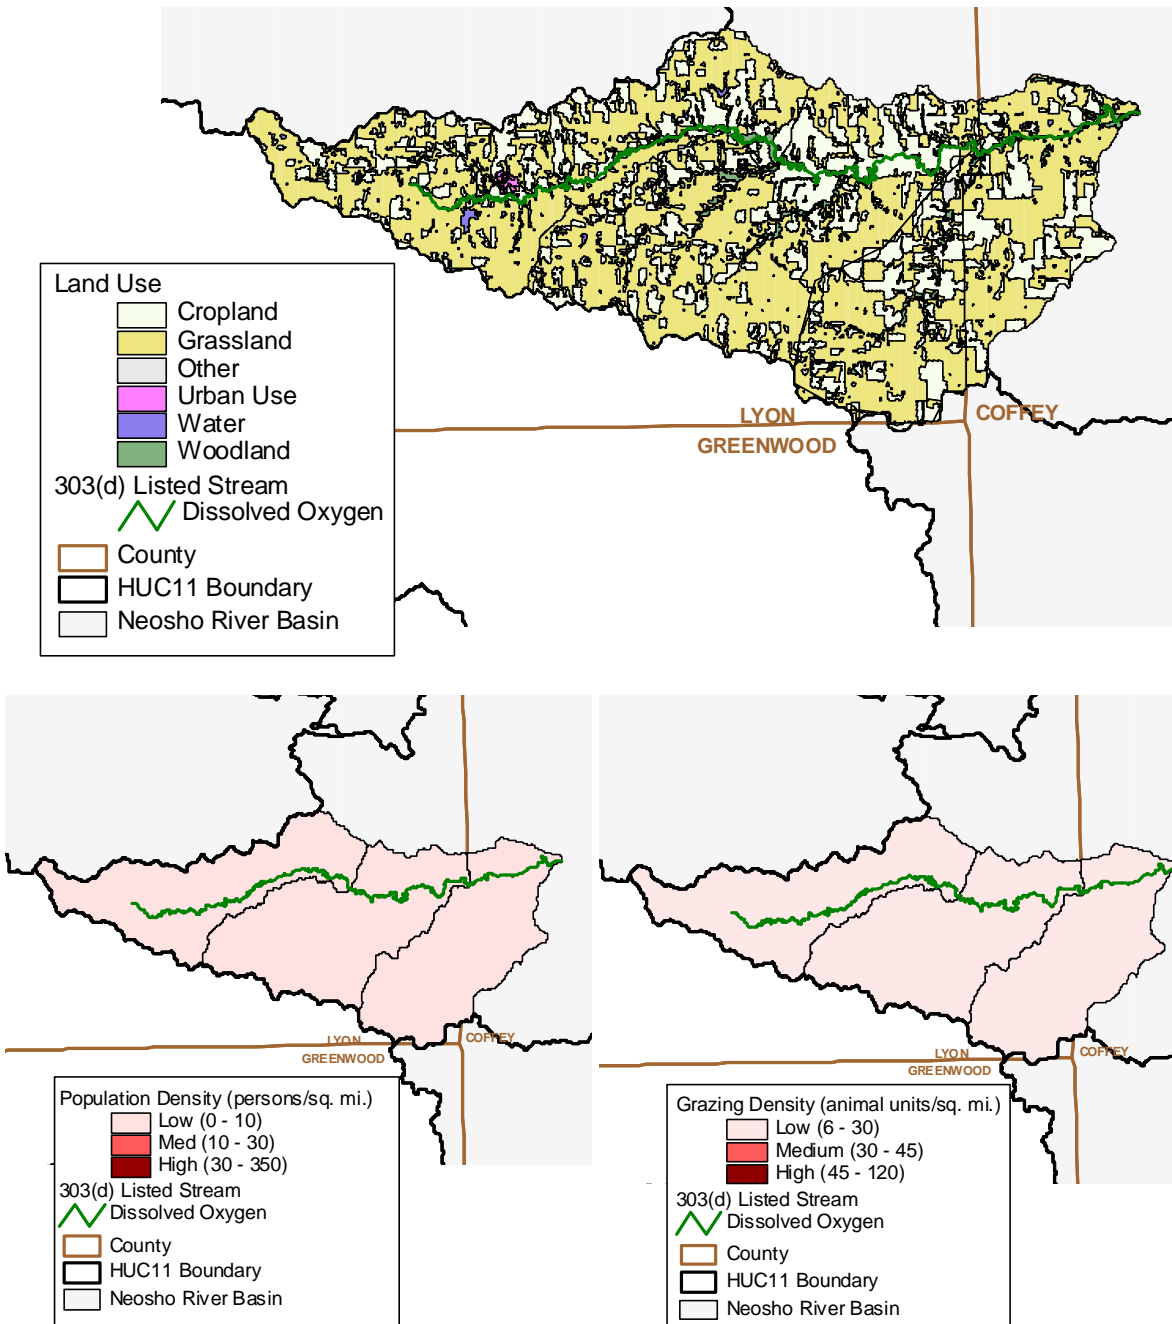 LYON
COFFEY
GREENWOOD
Land Use
Cropland
Grassland
Other
Urban Use
Water
Woodland
303(d) Listed Stream
Dissolved Oxygen
County
HUC11 Boundary
Neosho River Basin
LYON
COFFEY
GREENWOOD
Population Density (persons/sq. mi.)
Low (0 - 10)
Med (10 - 30)
High (30 - 350)
303(d) Listed Stream
Dissolved Oxygen
County
HUC11 Boundary
Neosho River Basin
LYON
COFFEY
GREENWOOD
Grazing Density (animal units/sq. mi.)
Low (6 - 30)
Medium (30 - 45)
High (45 - 120)
303(d) Listed Stream
Dissolved Oxygen
County
HUC11 Boundary
Neosho River Basin